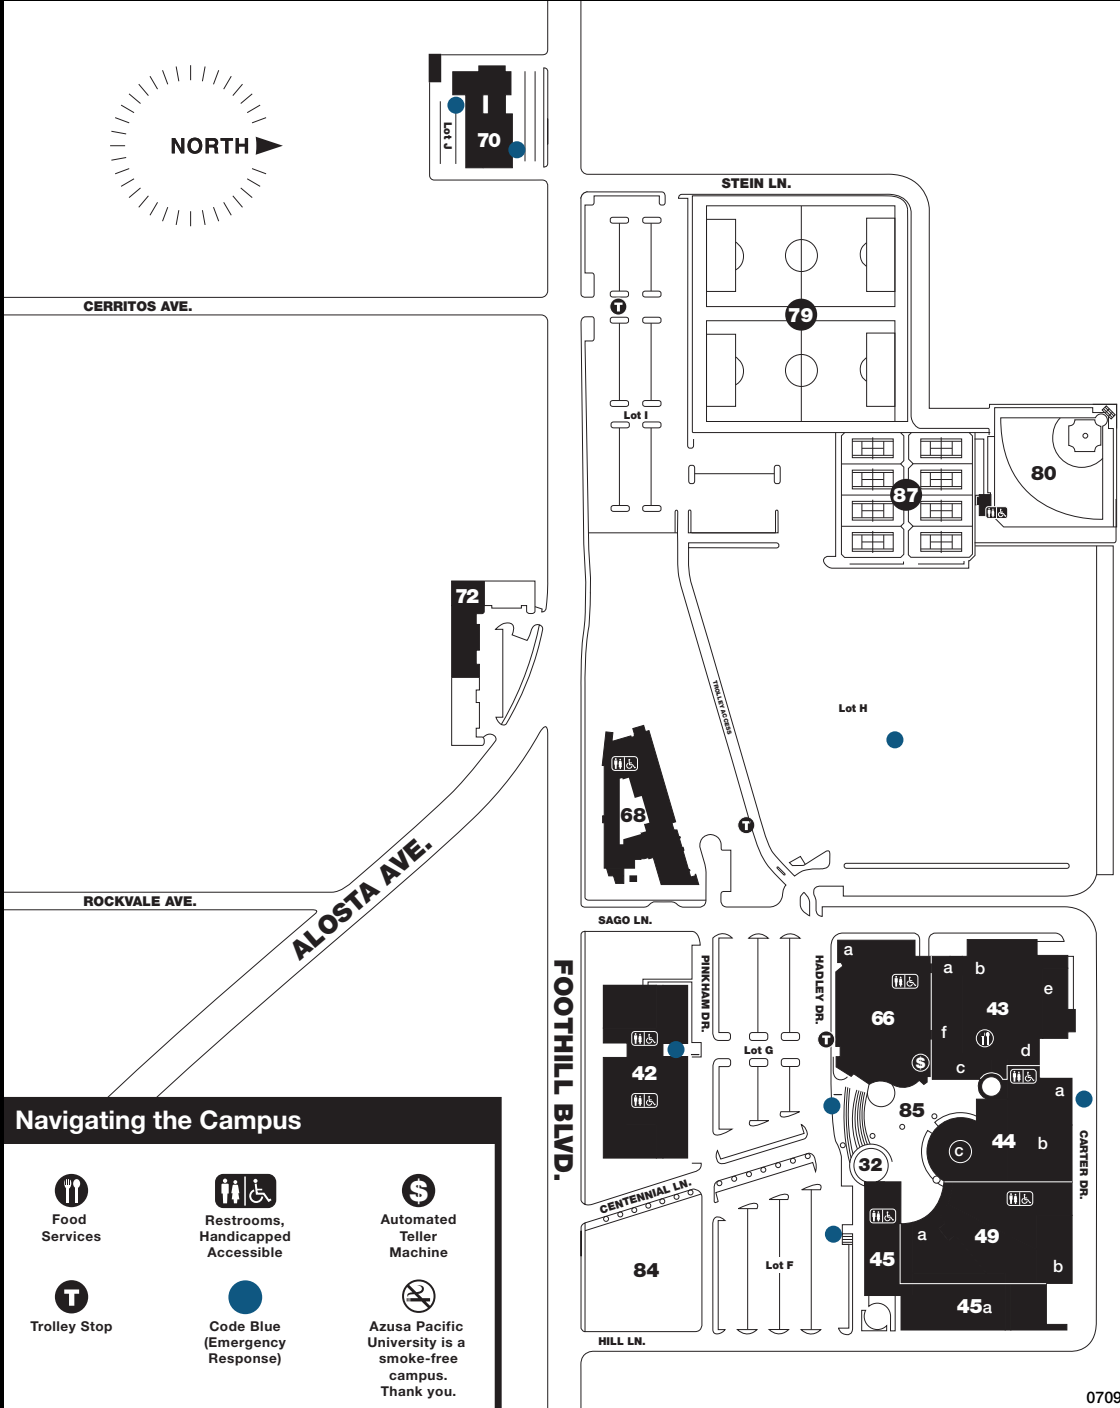 NORTH
Lot J
70
STEIN LN.
CERRITOS AVE.
T
79
Lot I
80
87
72
TROLLEY ACCESS
Lot H
68
T
ALOSTA AVE.
ROCKVALE AVE.
SAGO LN.
FOOTHILL BLVD.
PINKHAM DR.
HADLEY DR.
a
a
b
e
66
43
f
T
Lot G
$
c
d
42
85
a
44
b
c
CARTER DR.
32
CENTENNIAL LN.
84
Lot F
45
a
49
b
45a
HILL LN.
Navigating the Campus
Food
Services
Restrooms,
Handicapped
Accessible
$
Automated
Teller
Machine
T
Trolley Stop
Code Blue
(Emergency
Response)
Azusa Pacific
University is a
smoke-free
campus.
Thank you.
0709